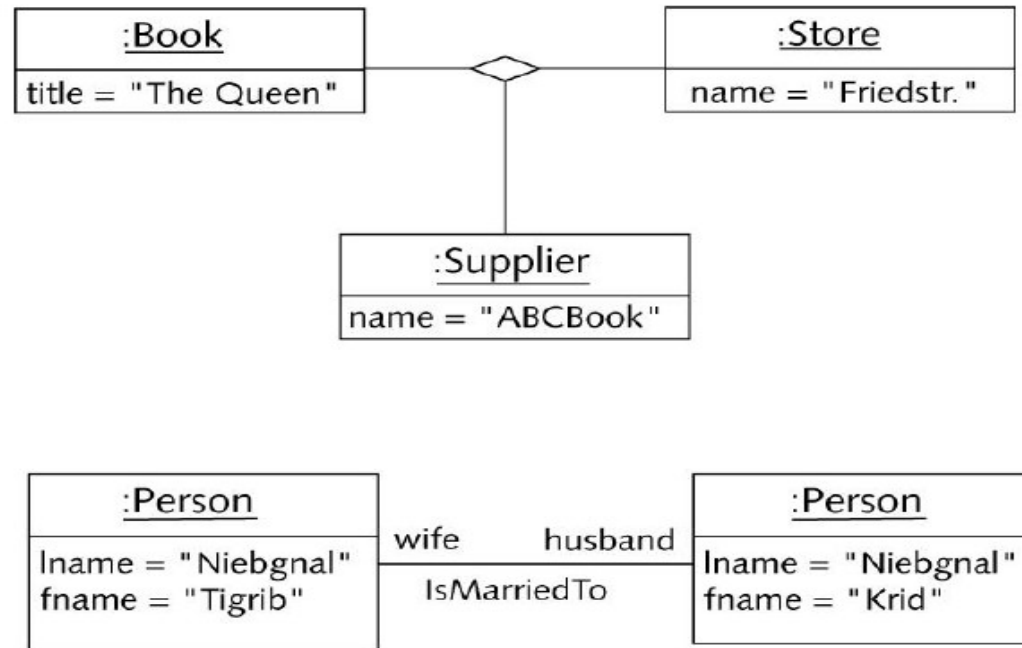 :Book
title = "The Queen"
:Store
name = "Friedstr."
:Supplier
name = "ABCBook"
:Person
lname = "Niebgnal"
fname = "Tigrib"
wife
husband
IsMarriedTo
:Person
lname = "Niebgnal"
fname = "Krid"